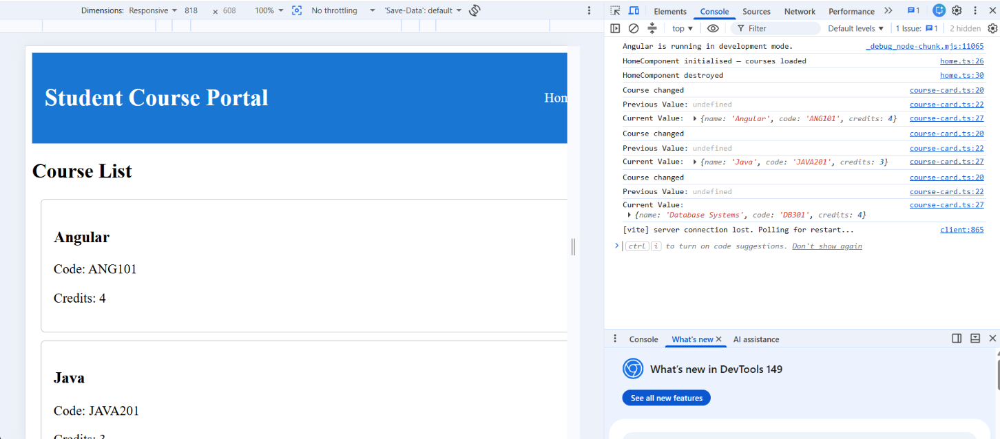 Dimensions: Responsive 818 x 608 100% No throttling 'Save-Data': default
Student Course Portal
Hom
Course List
Angular
Code: ANG101
Credits: 4
Java
Code: JAVA201
Credits: 3
Elements Console Sources Network Performance 1
top Filter Default levels 1 Issue: 1 2 hidden
Angular is running in development mode. _debug_node-chunk.mjs:11065
HomeComponent initialised — courses loaded home.ts:26
HomeComponent destroyed home.ts:30
Course changed course-card.ts:20
Previous Value: undefined course-card.ts:22
Current Value: {name: 'Angular', code: 'ANG101', credits: 4} course-card.ts:27
Course changed course-card.ts:20
Previous Value: undefined course-card.ts:22
Current Value: {name: 'Java', code: 'JAVA201', credits: 3} course-card.ts:27
Course changed course-card.ts:20
Previous Value: undefined course-card.ts:22
Current Value: course-card.ts:27
{name: 'Database Systems', code: 'DB301', credits: 4}
[vite] server connection lost. Polling for restart... client:865
ctrl i to turn on code suggestions. Don't show again
Console What's new AI assistance
What's new in DevTools 149
See all new features